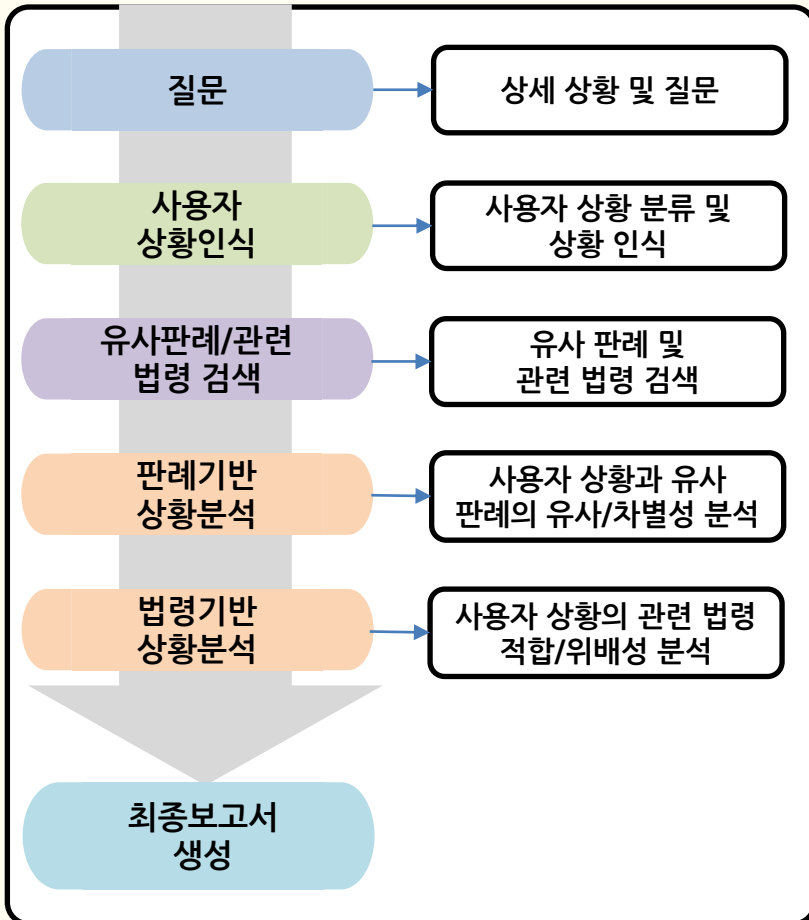 질문
상세 상황 및 질문
사용자
상황인식
사용자 상황 분류 및
상황 인식
유사판례/관련
법령 검색
유사 판례 및
관련 법령 검색
판례기반
상황분석
사용자 상황과 유사
판례의 유사/차별성 분석
법령기반
상황분석
사용자 상황의 관련 법령
적합/위배성 분석
최종보고서
생성